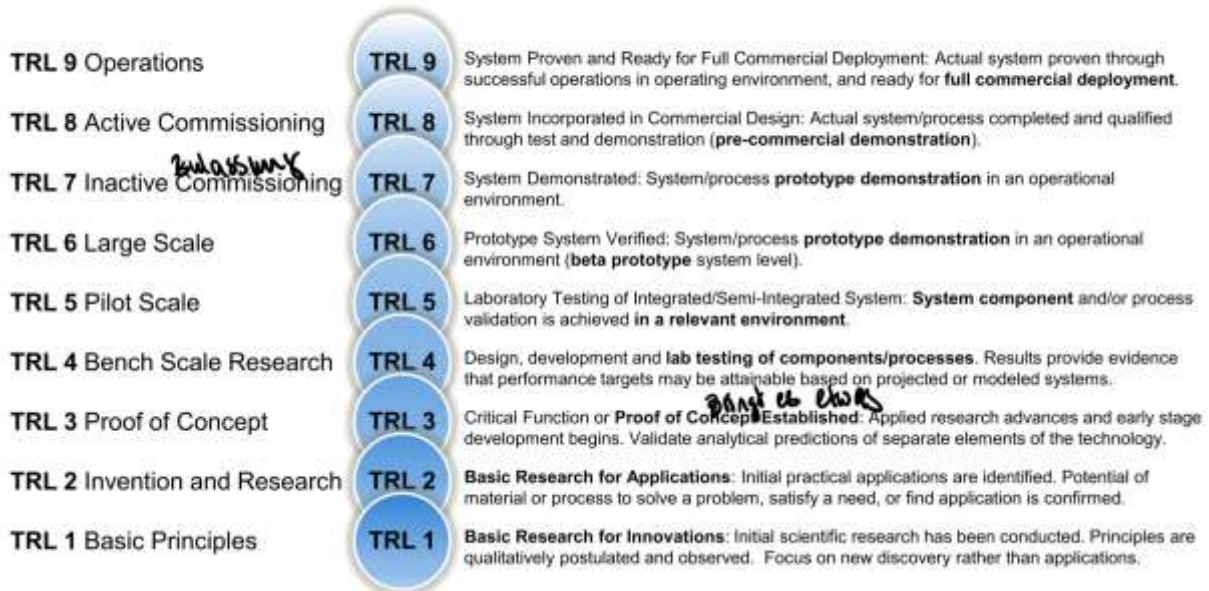 TRL 9 Operations
TRL 9
System Proven and Ready for Full Commercial Deployment: Actual system proven through
successful operations in operating environment, and ready for full commercial deployment.
TRL 8 Active Commissioning
TRL 8
System Incorporated in Commercial Design: Actual system/process completed and qualified
through test and demonstration (pre-commercial demonstration).
Zulassung
TRL 7 Inactive Commissioning
TRL 7
System Demonstrated: System/process prototype demonstration in an operational
environment.
TRL 6 Large Scale
TRL 6
Prototype System Verified: System/process prototype demonstration in an operational
environment (beta prototype system level).
TRL 5 Pilot Scale
TRL 5
Laboratory Testing of Integrated/Semi-Integrated System: System component and/or process
validation is achieved in a relevant environment.
TRL 4 Bench Scale Research
TRL 4
Design, development and lab testing of components/processes. Results provide evidence
that performance targets may be attainable based on projected or modeled systems.
bringt es etwas
TRL 3 Proof of Concept
TRL 3
Critical Function or Proof of Concept Established: Applied research advances and early stage
development begins. Validate analytical predictions of separate elements of the technology.
TRL 2 Invention and Research
TRL 2
Basic Research for Applications: Initial practical applications are identified. Potential of
material or process to solve a problem, satisfy a need, or find application is confirmed.
TRL 1 Basic Principles
TRL 1
Basic Research for Innovations: Initial scientific research has been conducted. Principles are
qualitatively postulated and observed. Focus on new discovery rather than applications.